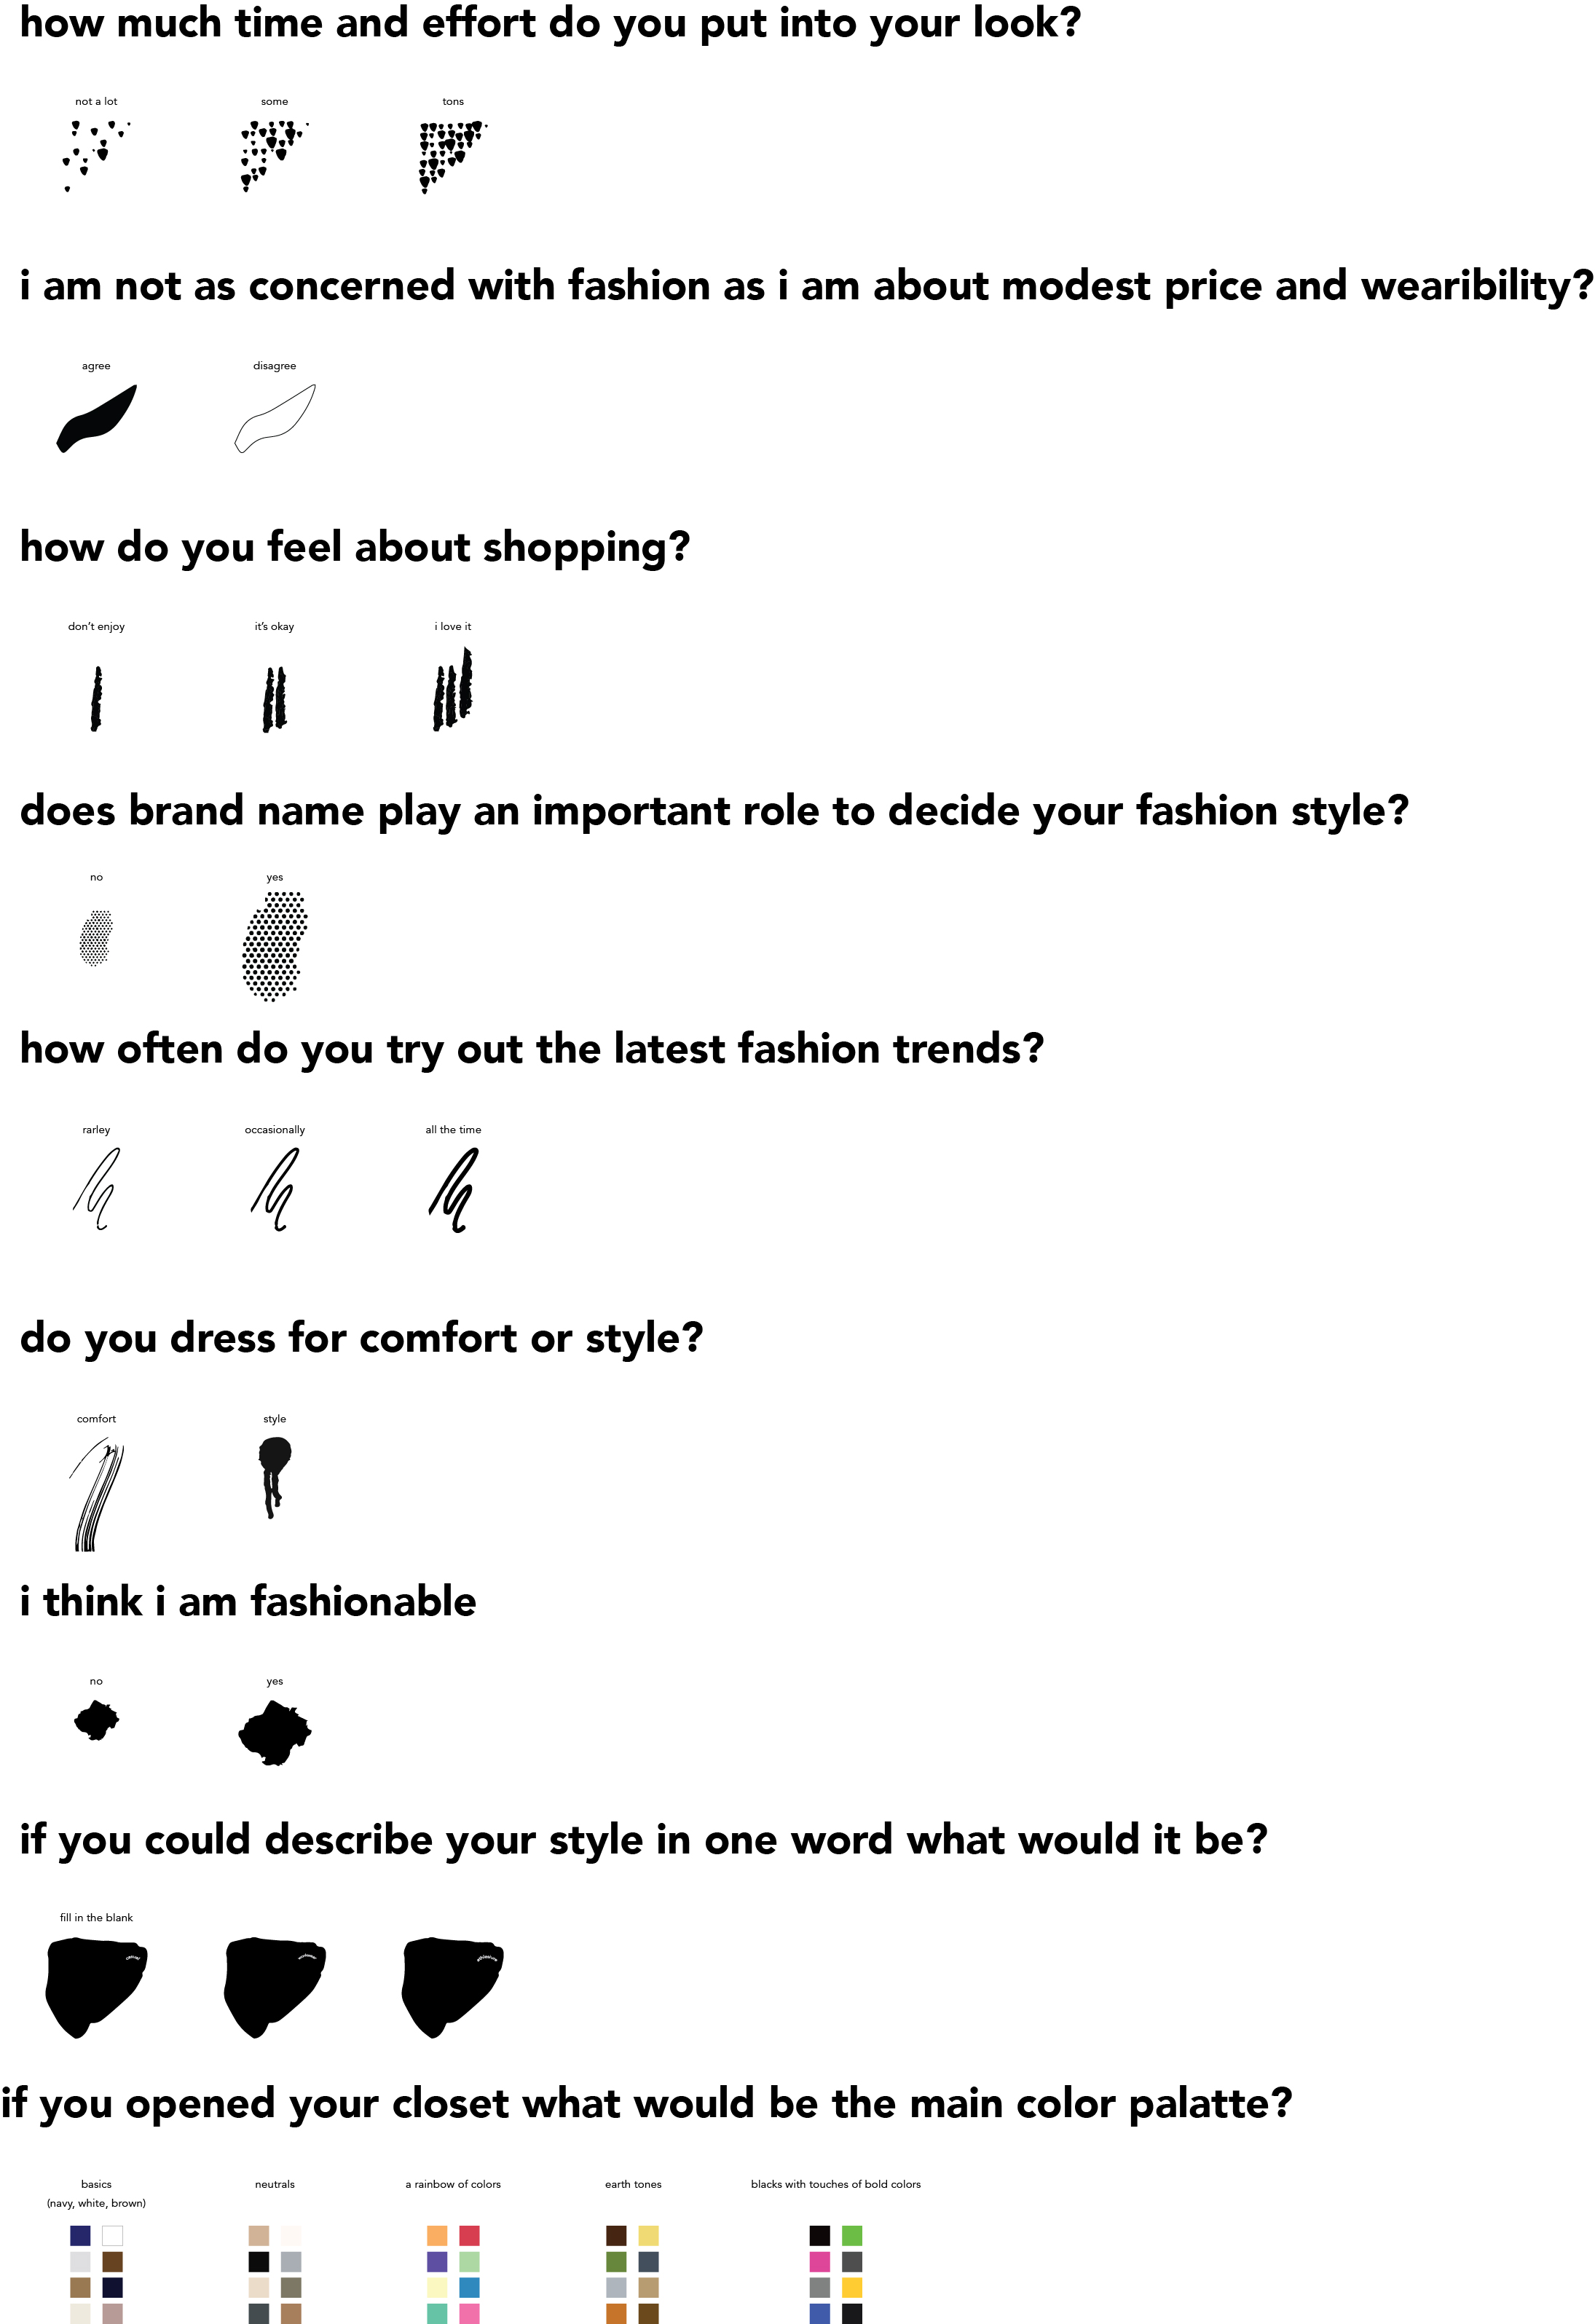 how much time and effort do you put into your look?
not a lot some tons
i am not as concerned with fashion as i am about modest price and wearibility?
agree disagree
how do you feel about shopping?
don’t enjoy it’s okay i love it
does brand name play an important role to decide your fashion style?
no yes
how often do you try out the latest fashion trends?
rarley occasionally all the time
do you dress for comfort or style?
comfort style
i think i am fashionable
no yes
if you could describe your style in one word what would it be?
fill in the blank
if you opened your closet what would be the main color palatte?
basics neutrals a rainbow of colors earth tones blacks with touches of bold colors
(navy, white, brown)